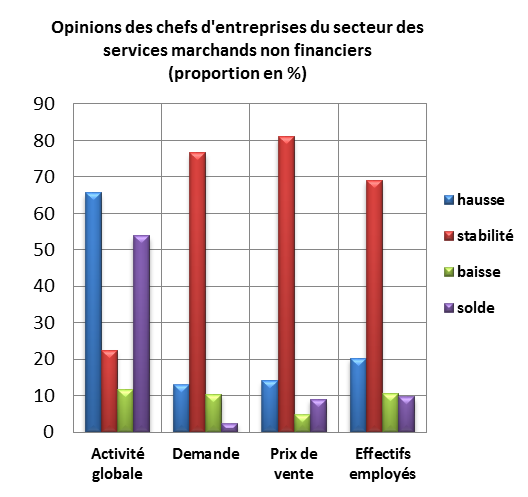 Opinions des chefs d'entreprises du secteur des
services marchands non financiers
(proportion en %)
90
80
70
60
50
40
30
20
10
0
Activité
globale
Demande
Prix de
vente
Effectifs
employés
hausse
stabilité
baisse
solde